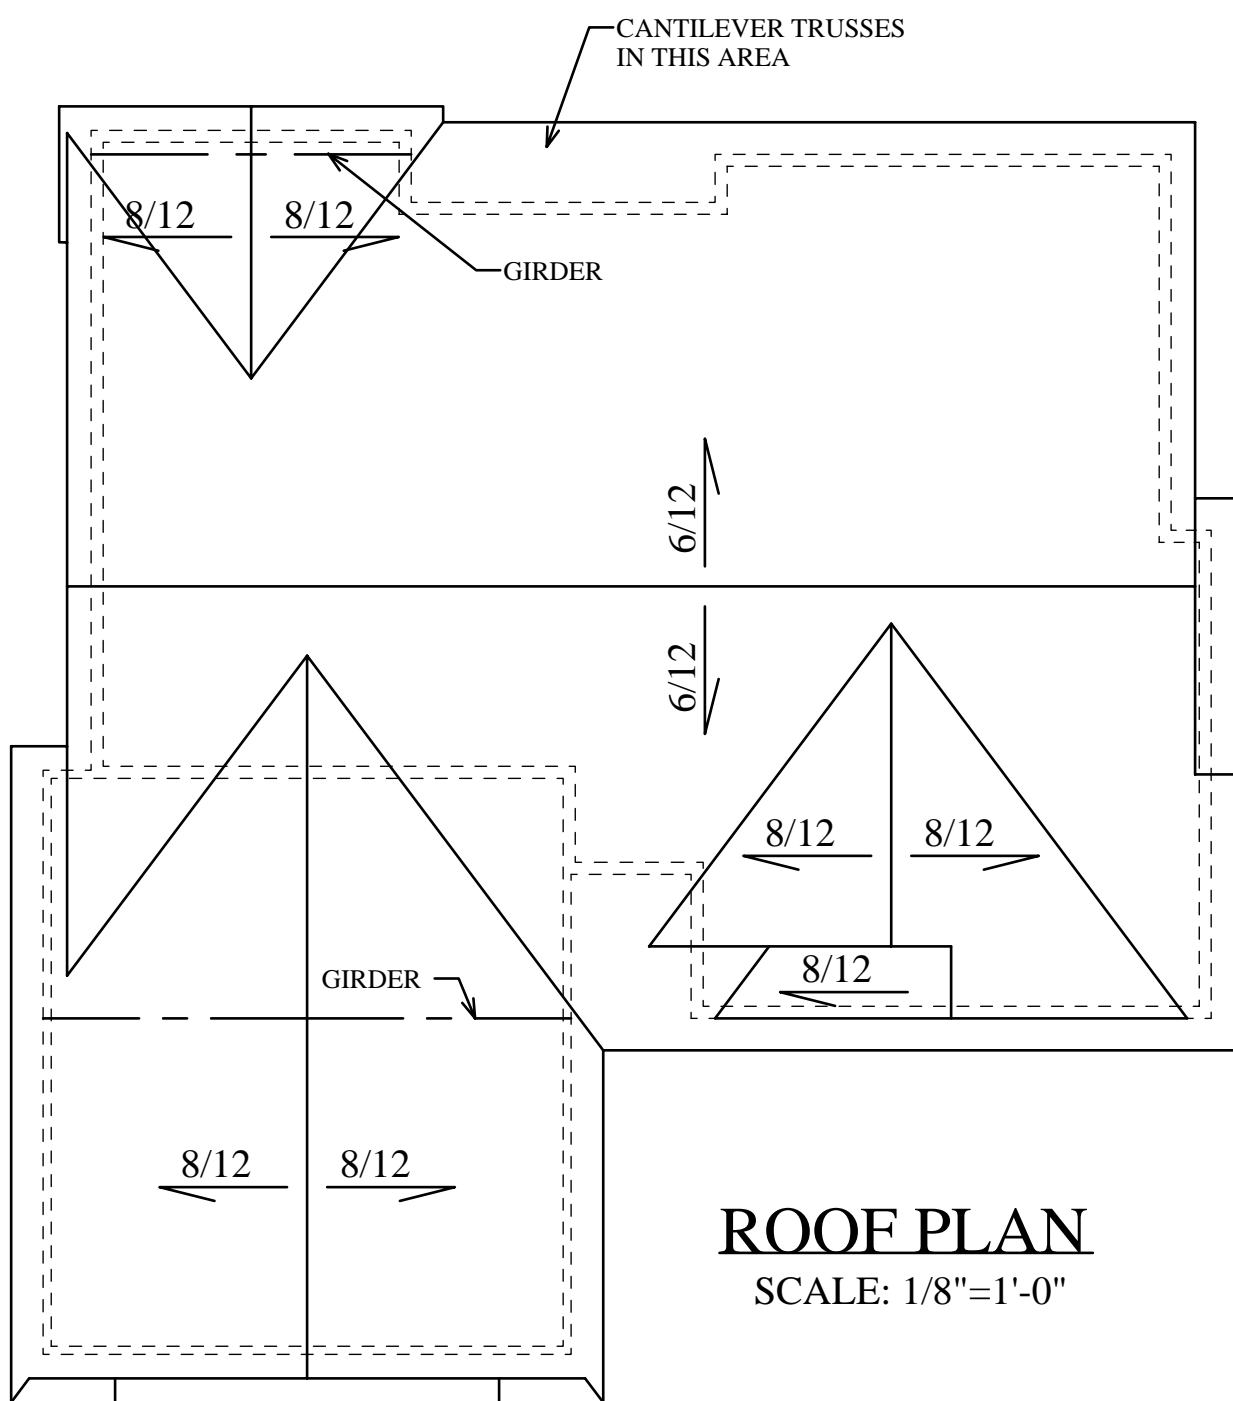 CANTILEVER TRUSSES
IN THIS AREA
8/12
8/12
GIRDER
6/12
6/12
8/12
8/12
8/12
GIRDER
8/12
8/12
ROOF PLAN
SCALE: 1/8"=1'-0"